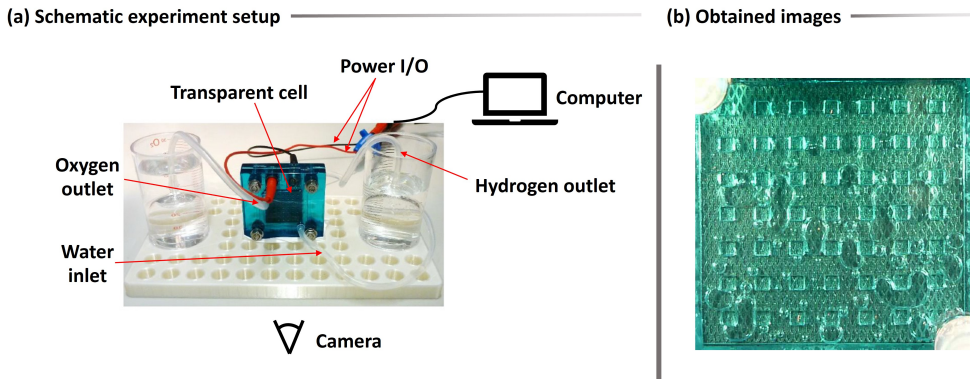 (a) Schematic experiment setup
(b) Obtained images
Power I/O
Transparent cell
Computer
Oxygen
outlet
Hydrogen outlet
Water
inlet
Camera